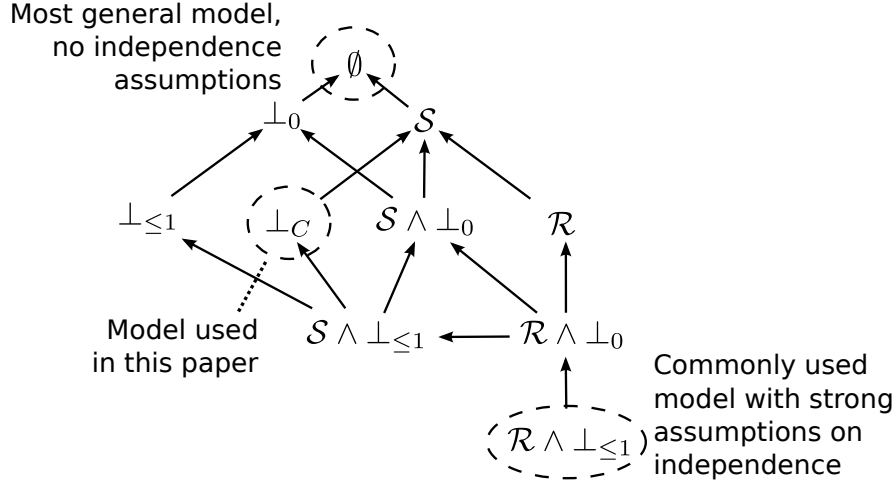 Most general model,
no independence
assumptions
∅
⊥₀
𝒮
⊥≤1
⊥_C
𝒮 ∧ ⊥₀
ℛ
Model used
in this paper
𝒮 ∧ ⊥≤1
ℛ ∧ ⊥₀
Commonly used
model with strong
assumptions on
independence
ℛ ∧ ⊥≤1